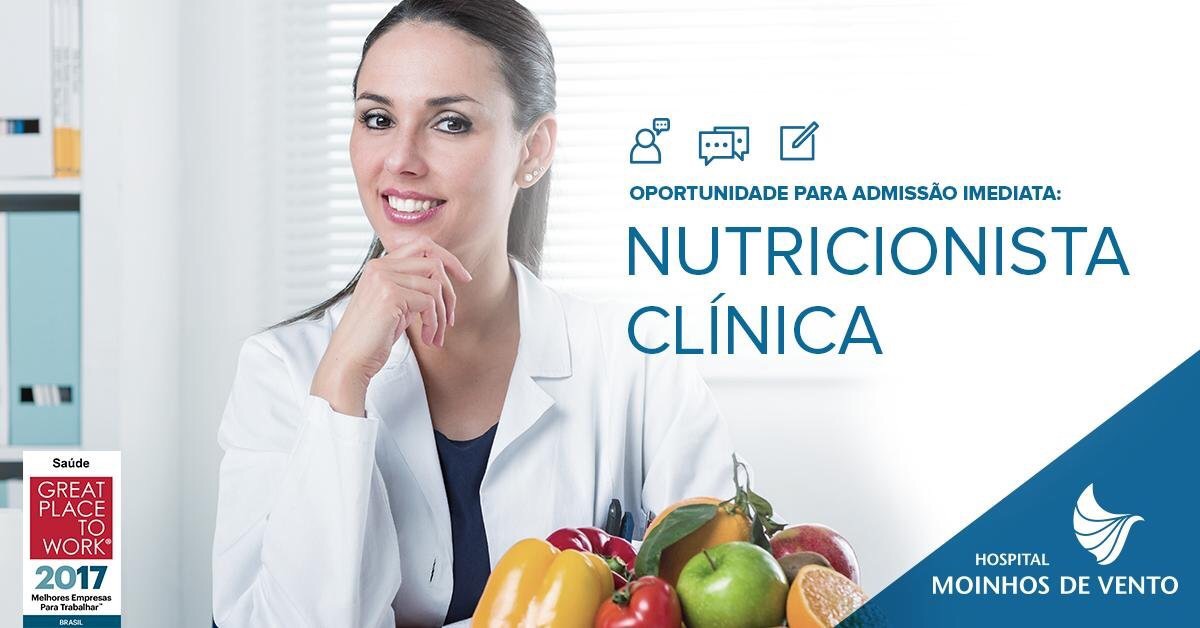 OPORTUNIDADE PARA ADMISSÃO IMEDIATA:
NUTRICIONISTA
CLÍNICA
Saúde
GREAT
PLACE
TO
WORK®
2017
Melhores Empresas
Para Trabalhar™
BRASIL
HOSPITAL
MOINHOS DE VENTO